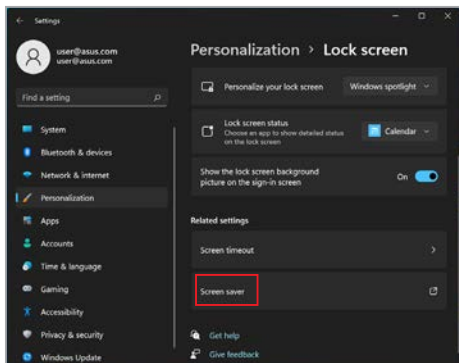 Settings
user@asus.com
user@asus.com
Find a setting
System
Bluetooth & devices
Network & internet
Personalization
Apps
Accounts
Time & language
Gaming
Accessibility
Privacy & security
Windows Update
Personalization > Lock screen
Personalize your lock screen
Windows spotlight
Lock screen status
Choose an app to show detailed status
on the lock screen
Calendar
Show the lock screen background
picture on the sign-in screen
On
Related settings
Screen timeout
Screen saver
Get help
Give feedback